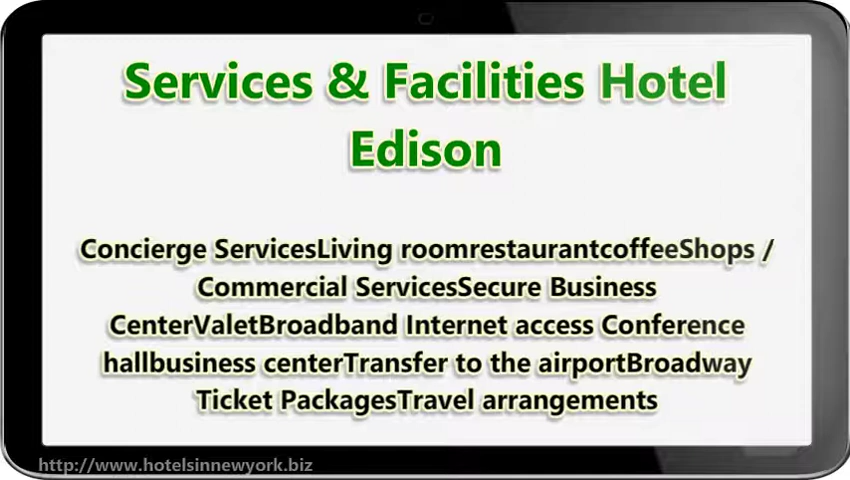 Services & Facilities Hotel
Edison
Concierge ServicesLiving roomrestaurantcoffeeShops /
Commercial ServicesSecure Business
CenterValetBroadband Internet access Conference
hallbusiness centerTransfer to the airportBroadway
Ticket PackagesTravel arrangements
http://www.hotelsinnewyork.biz